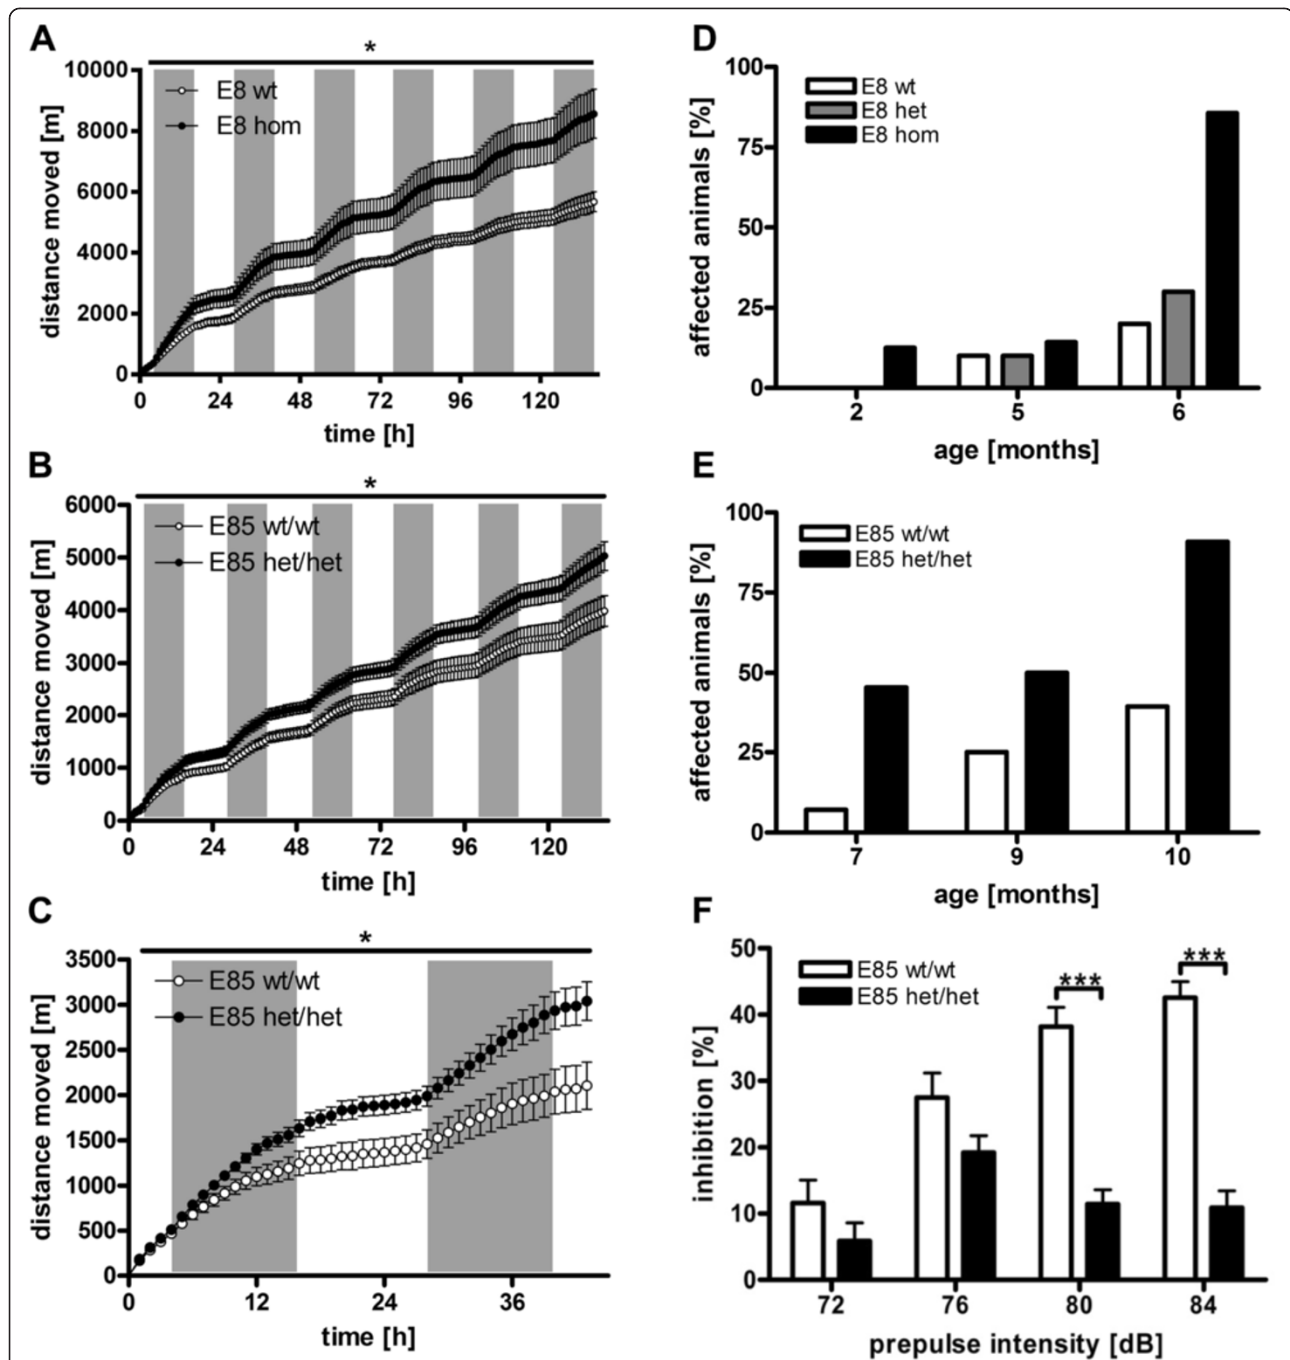 A
*
10000
8000
6000
4000
2000
0
distance moved [m]
E8 wt
E8 hom
0 24 48 72 96 120
time [h]
B
*
6000
5000
4000
3000
2000
1000
0
distance moved [m]
E85 wt/wt
E85 het/het
0 24 48 72 96 120
time [h]
C
*
3500
3000
2500
2000
1500
1000
500
0
distance moved [m]
E85 wt/wt
E85 het/het
0 12 24 36
time [h]
D
100
75
50
25
0
affected animals [%]
E8 wt
E8 het
E8 hom
2 5 6
age [months]
E
100
75
50
25
0
affected animals [%]
E85 wt/wt
E85 het/het
7 9 10
age [months]
F
50
40
30
20
10
0
inhibition [%]
E85 wt/wt
E85 het/het
*** ***
72 76 80 84
prepulse intensity [dB]